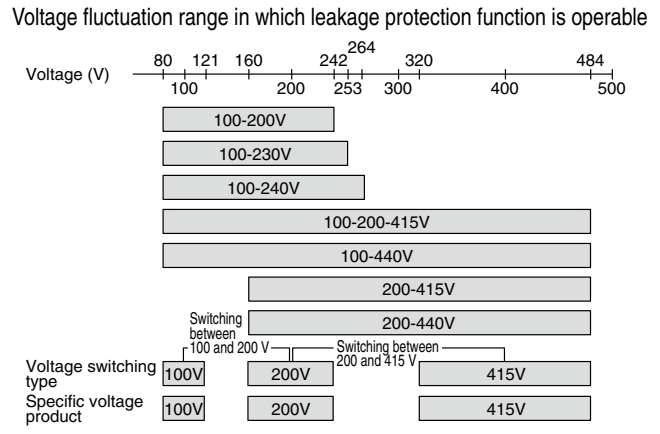 Voltage fluctuation range in which leakage protection function is operable
264
80 121 160 242 320 484
Voltage (V)
100 200 253 300 400 500
100-200V
100-230V
100-240V
100-200-415V
100-440V
200-415V
200-440V
Switching
between
100 and 200 V
Switching between
200 and 415 V
Voltage switching
type
100V 200V 415V
Specific voltage
product
100V 200V 415V